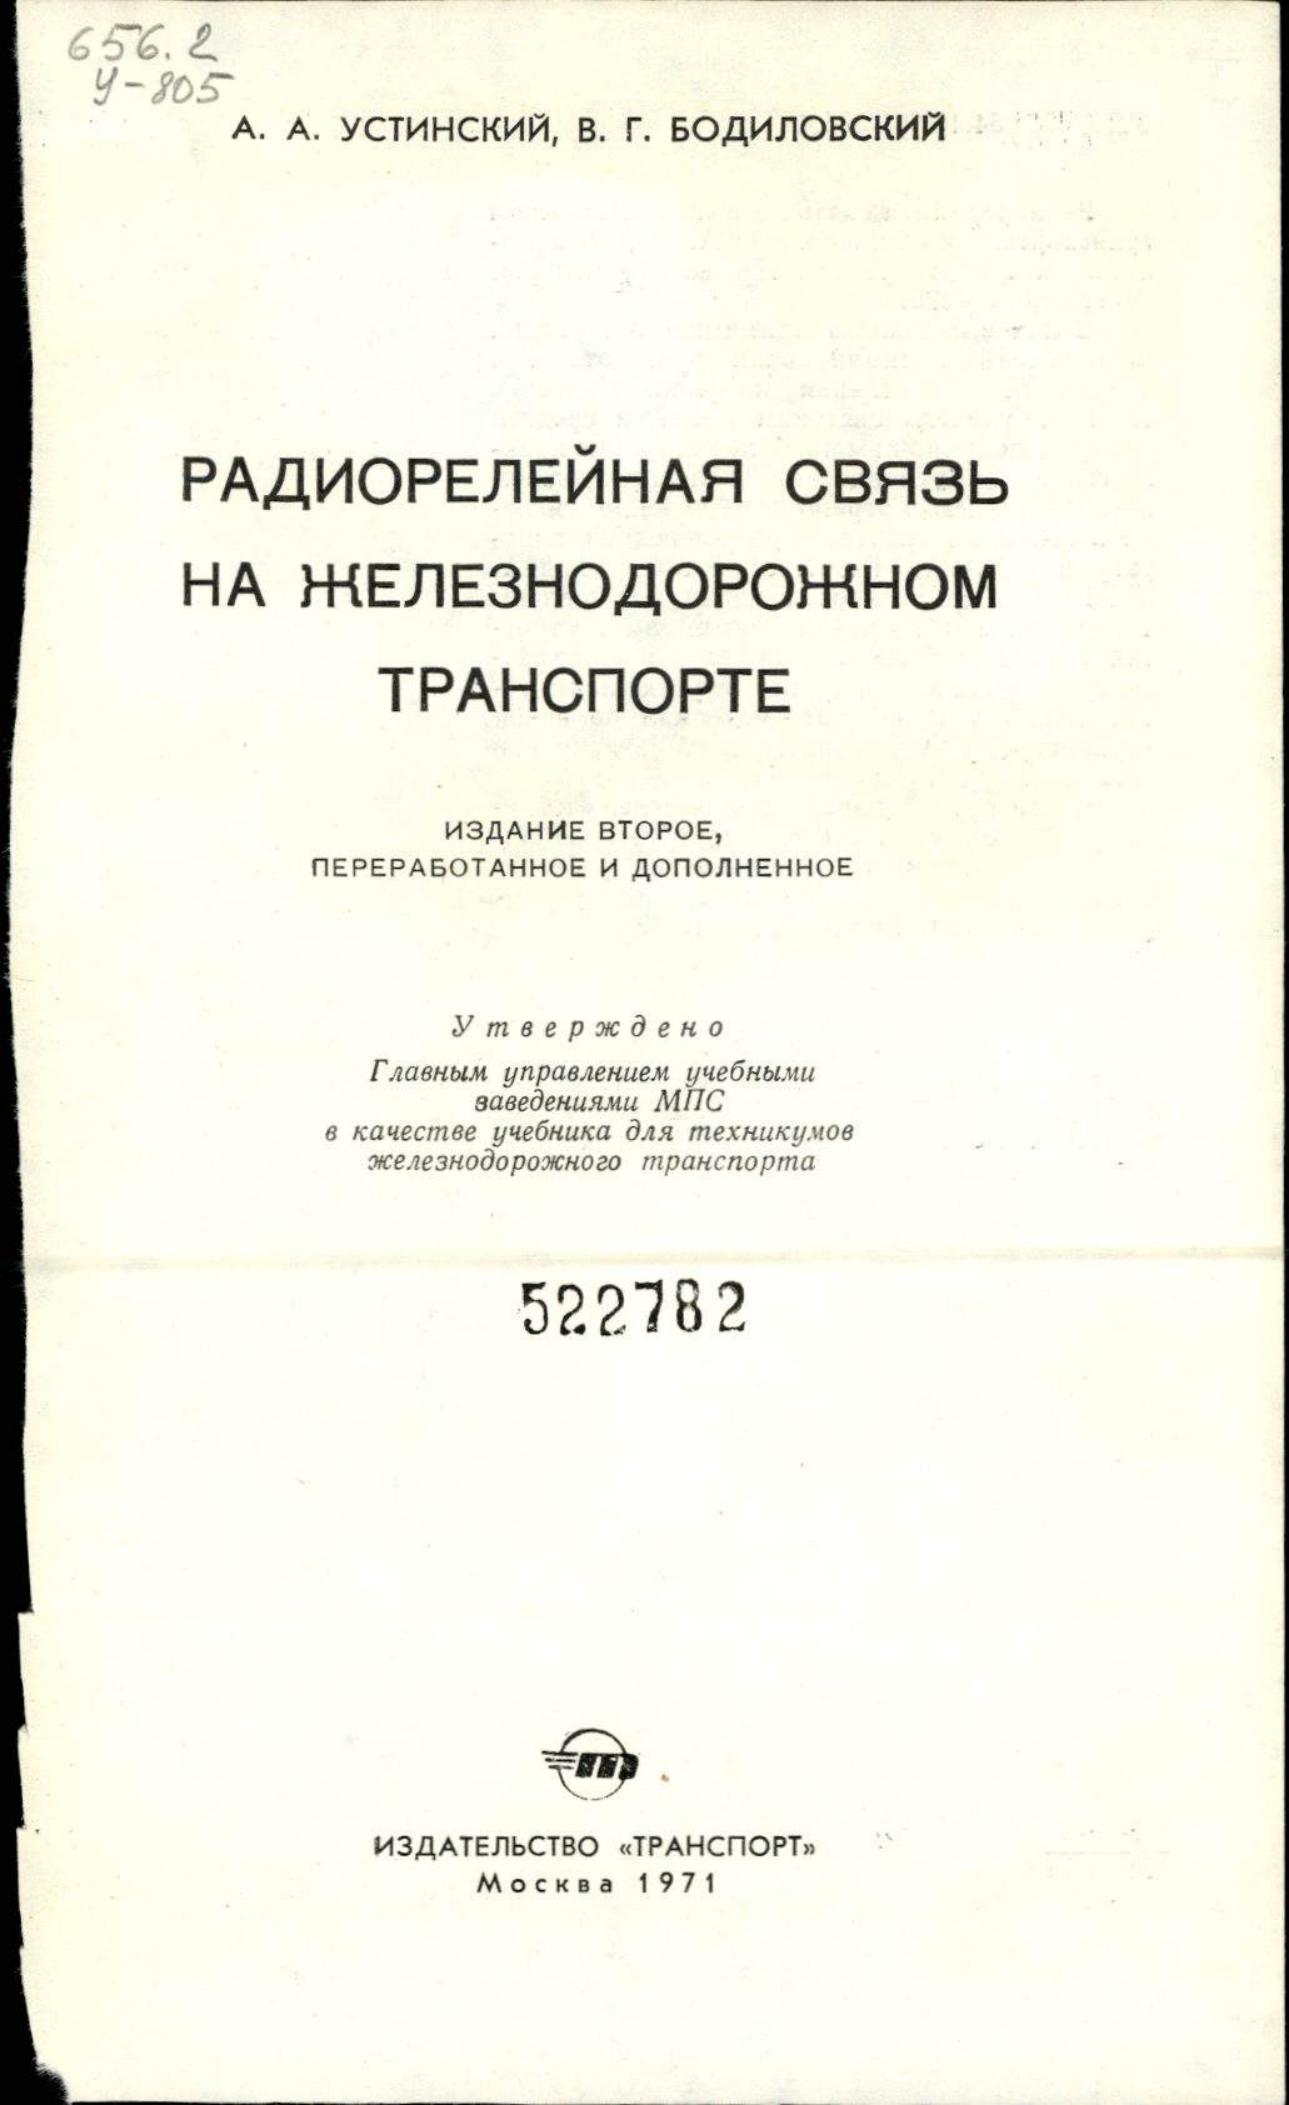 656.2
У-805
А. А. УСТИНСКИЙ, В. Г. БОДИЛОВСКИЙ
РАДИОРЕЛЕЙНАЯ СВЯЗЬ
НА ЖЕЛЕЗНОДОРОЖНОМ
ТРАНСПОРТЕ
ИЗДАНИЕ ВТОРОЕ,
ПЕРЕРАБОТАННОЕ И ДОПОЛНЕННОЕ
Утверждено
Главным управлением учебными
заведениями МПС
в качестве учебника для техникумов
железнодорожного транспорта
522782
ИЗДАТЕЛЬСТВО «ТРАНСПОРТ»
Москва 1971